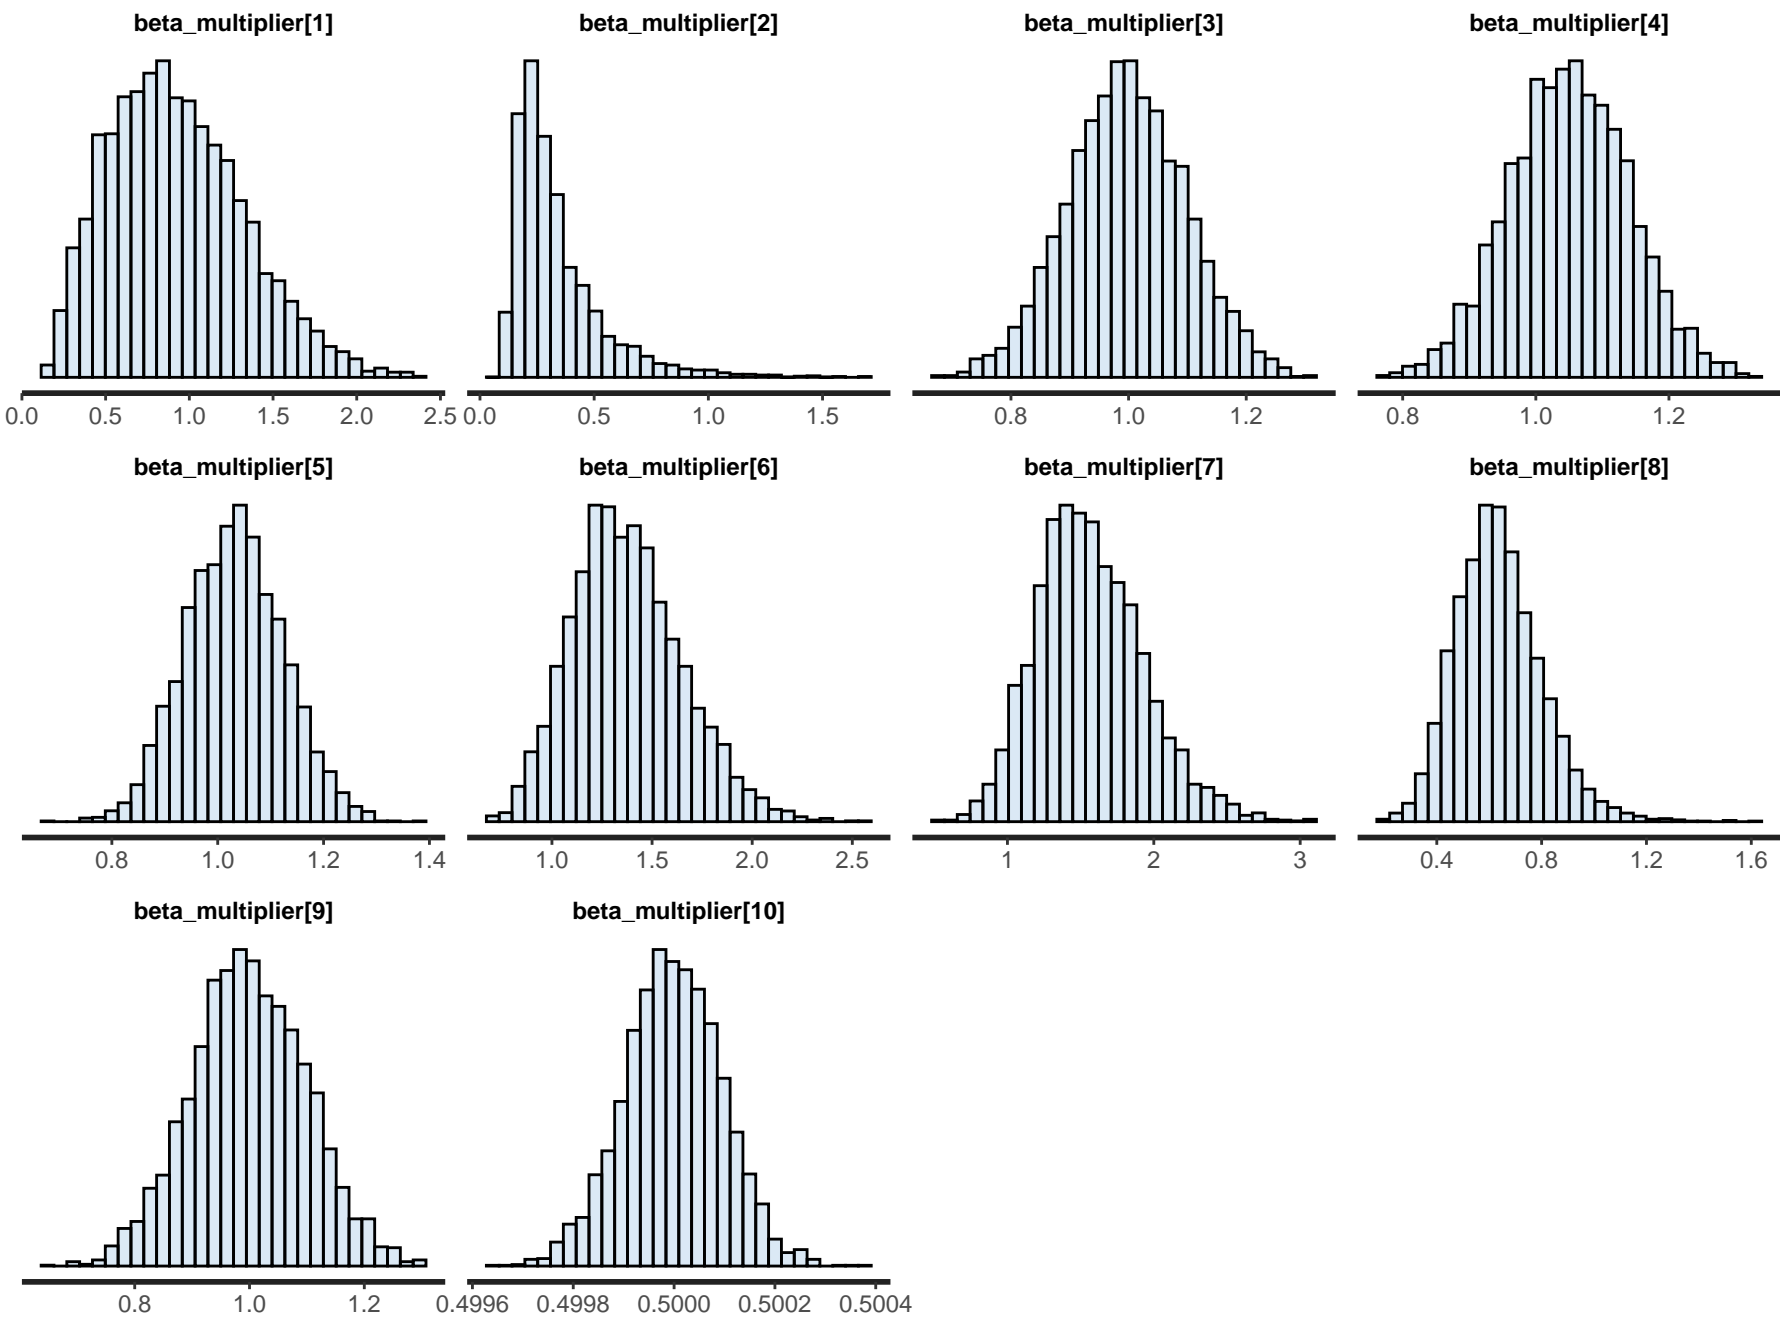 beta_multiplier[1] beta_multiplier[2] beta_multiplier[3] beta_multiplier[4]
0.0 0.5 1.0 1.5 2.0 2.5 0.0 0.5 1.0 1.5 0.8 1.0 1.2 0.8 1.0 1.2
beta_multiplier[5] beta_multiplier[6] beta_multiplier[7] beta_multiplier[8]
0.8 1.0 1.2 1.4 1.0 1.5 2.0 2.5 1 2 3 0.4 0.8 1.2 1.6
beta_multiplier[9] beta_multiplier[10]
0.8 1.0 1.2 0.4996 0.4998 0.5000 0.5002 0.5004